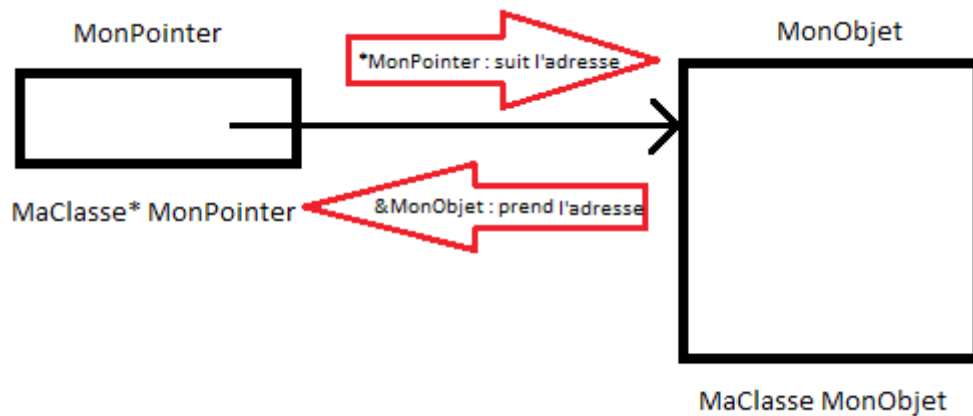 MonPointer
*MonPointer : suit l'adresse
MonObjet
MaClasse* MonPointer
&MonObjet : prend l'adresse
MaClasse MonObjet